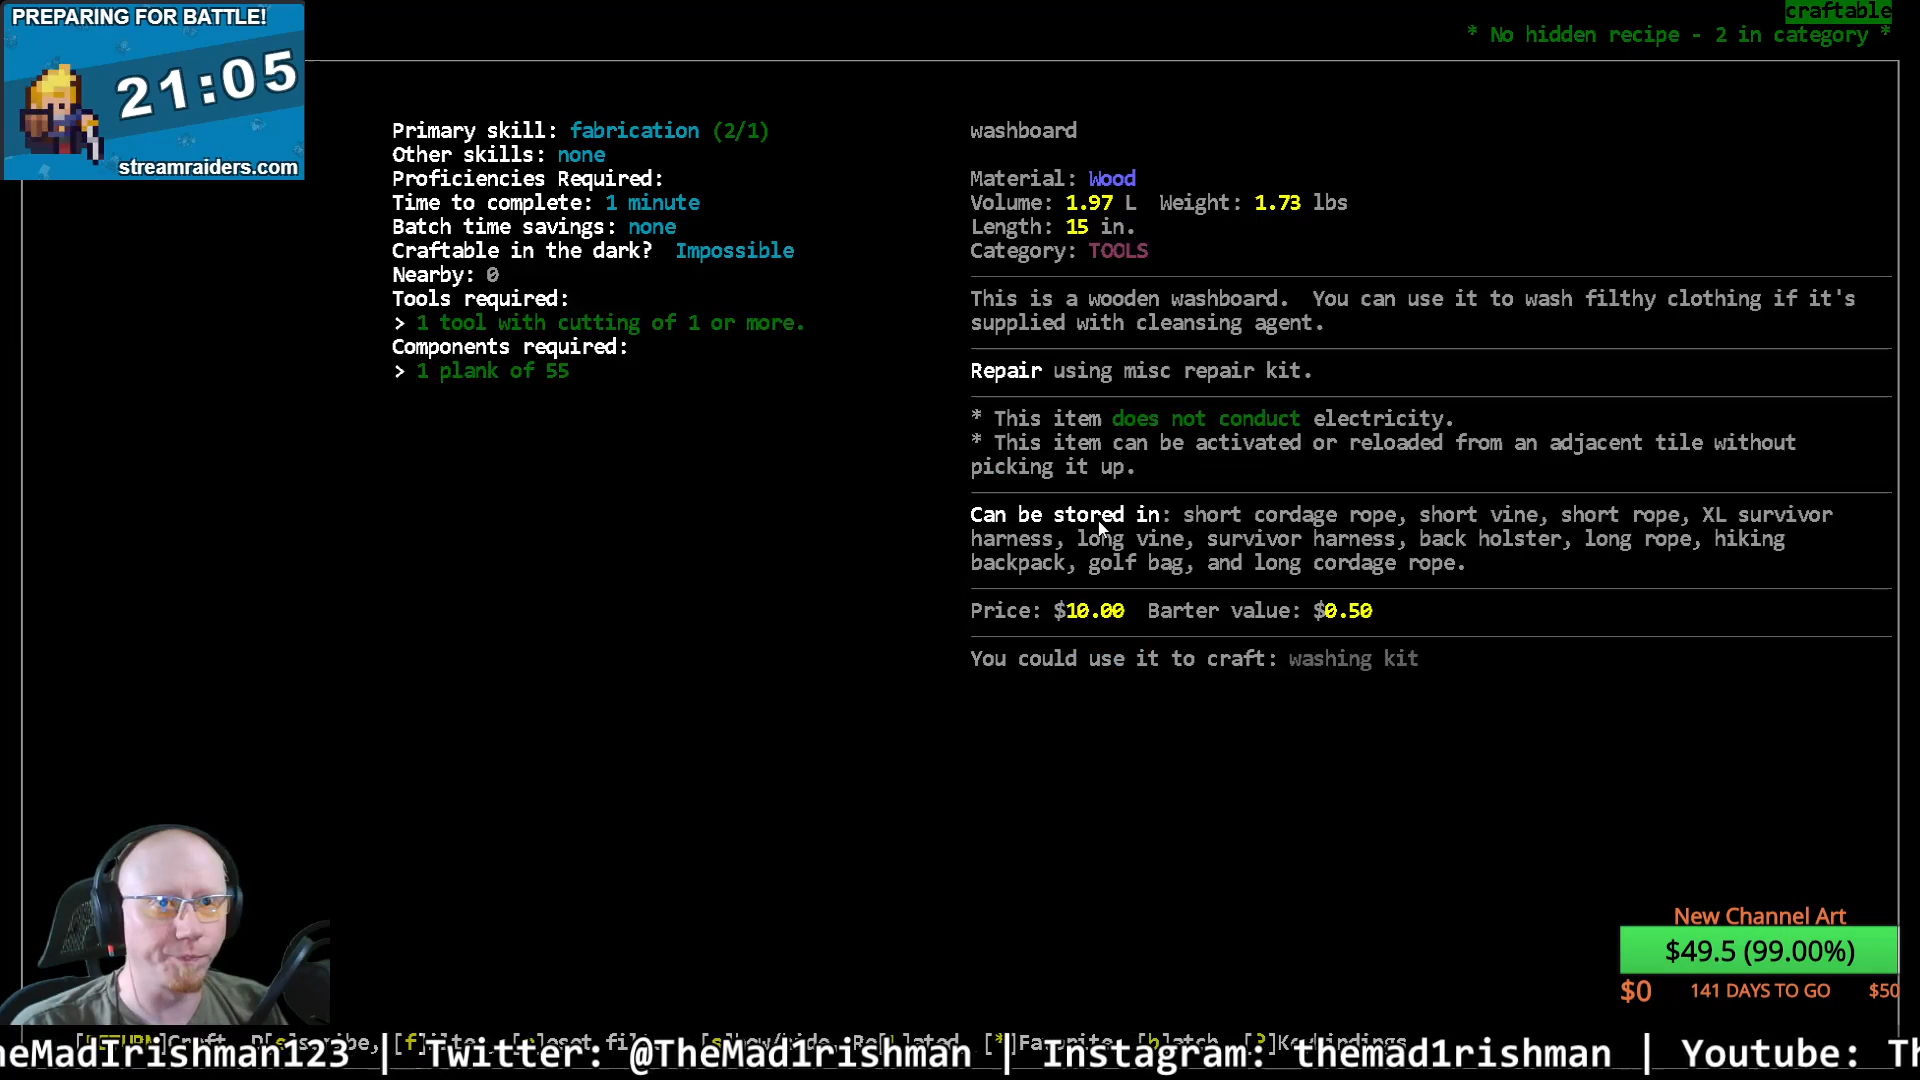 PREPARING FOR BATTLE!
21:05
streamraiders.com
craftable
* No hidden recipe - 2 in category *
Primary skill: fabrication (2/1)
Other skills: none
Proficiencies Required:
Time to complete: 1 minute
Batch time savings: none
Craftable in the dark? Impossible
Nearby: 0
Tools required:
> 1 tool with cutting of 1 or more.
Components required:
> 1 plank of 55
washboard
Material: Wood
Volume: 1.97 L Weight: 1.73 lbs
Length: 15 in.
Category: TOOLS
This is a wooden washboard. You can use it to wash filthy clothing if it's
supplied with cleansing agent.
Repair using misc repair kit.
* This item does not conduct electricity.
* This item can be activated or reloaded from an adjacent tile without
picking it up.
Can be stored in: short cordage rope, short vine, short rope, XL survivor
harness, long vine, survivor harness, back holster, long rope, hiking
backpack, golf bag, and long cordage rope.
Price: $10.00 Barter value: $0.50
You could use it to craft: washing kit
New Channel Art
$49.5 (99.00%)
$0 141 DAYS TO GO $50
heMadIrishman123 | Twitter: @TheMad1rishman | Instagram: themad1rishman | Youtube: Th